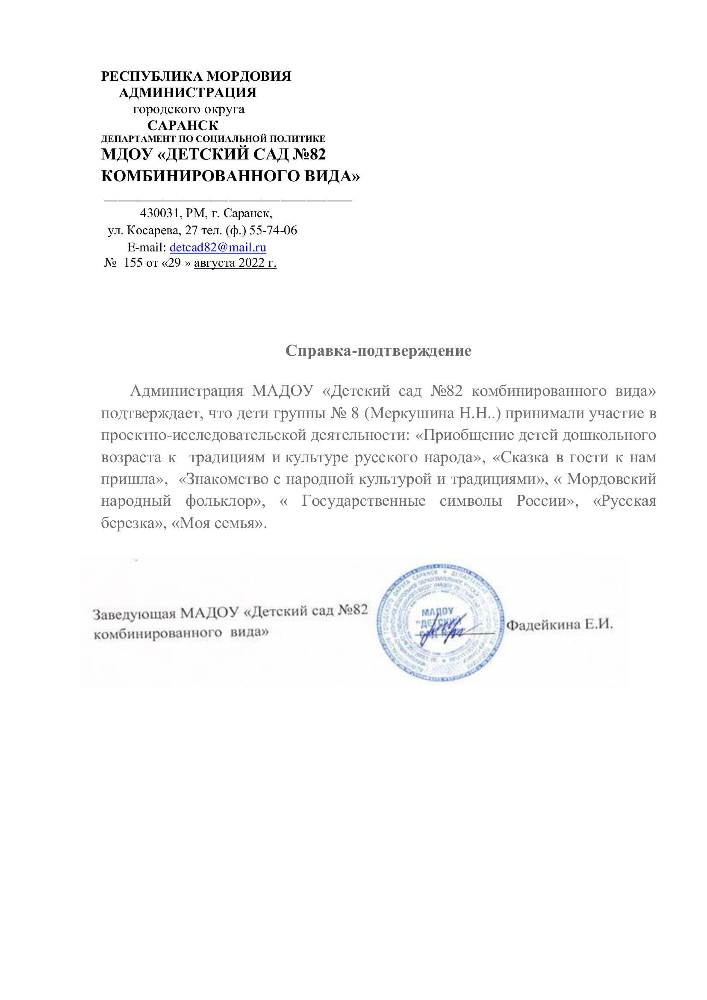 РЕСПУБЛИКА МОРДОВИЯ
АДМИНИСТРАЦИЯ
городского округа
САРАНСК
ДЕПАРТАМЕНТ ПО СОЦИАЛЬНОЙ ПОЛИТИКЕ
МДОУ «ДЕТСКИЙ САД №82
КОМБИНИРОВАННОГО ВИДА»
430031, РМ, г. Саранск,
ул. Косарева, 27 тел. (ф.) 55-74-06
E-mail: detcad82@mail.ru
№ 155 от «29 » августа 2022 г.
Справка-подтверждение
Администрация МАДОУ «Детский сад №82 комбинированного вида»
подтверждает, что дети группы № 8 (Меркушина Н.Н..) принимали участие в
проектно-исследовательской деятельности: «Приобщение детей дошкольного
возраста к традициям и культуре русского народа», «Сказка в гости к нам
пришла», «Знакомство с народной культурой и традициями», « Мордовский
народный фольклор», « Государственные символы России», «Русская
березка», «Моя семья».
Заведующая МАДОУ «Детский сад №82
комбинированного вида»
МАДОУ
"ДЕТСКИЙ
САД
Фадейкина Е.И.